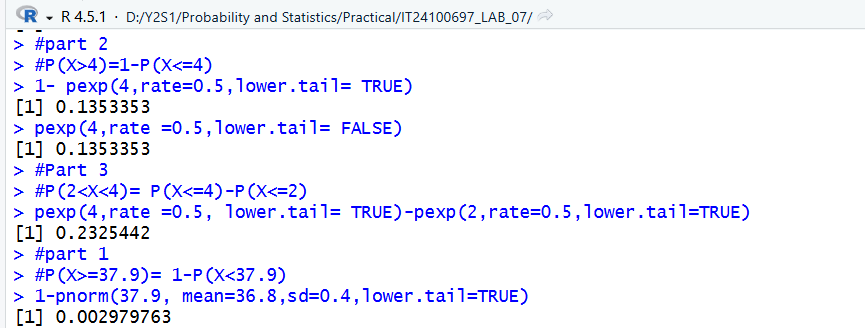 R 4.5.1 · D:/Y2S1/Probability and Statistics/Practical/IT24100697_LAB_07/
> #part 2
> #P(X>4)=1-P(X<=4)
> 1- pexp(4,rate=0.5,lower.tail= TRUE)
[1] 0.1353353
> pexp(4,rate =0.5,lower.tail= FALSE)
[1] 0.1353353
> #Part 3
> #P(2<X<4)= P(X<=4)-P(X<=2)
> pexp(4,rate =0.5, lower.tail= TRUE)-pexp(2,rate=0.5,lower.tail=TRUE)
[1] 0.2325442
> #part 1
> #P(X>=37.9)= 1-P(X<37.9)
> 1-pnorm(37.9, mean=36.8,sd=0.4,lower.tail=TRUE)
[1] 0.002979763